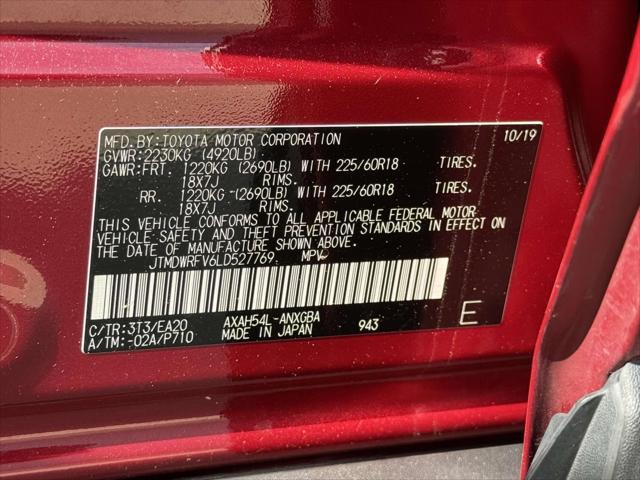 MFD.BY:TOYOTA MOTOR CORPORATION 10/19
GVWR:2230KG (4920LB)
GAWR:FRT. 1220KG (2690LB) WITH 225/60R18 TIRES.
18X7J RIMS.
RR. 1220KG (2690LB) WITH 225/60R18 TIRES.
18X7J RIMS.
THIS VEHICLE CONFORMS TO ALL APPLICABLE FEDERAL MOTOR
VEHICLE SAFETY AND THEFT PREVENTION STANDARDS IN EFFECT ON
THE DATE OF MANUFACTURE SHOWN ABOVE.
JTMDWRFV6LD527769 MPV
C/TR:3T3/EA20 AXAH54L-ANXGBA
A/TM:-02A/P710 MADE IN JAPAN 943 E